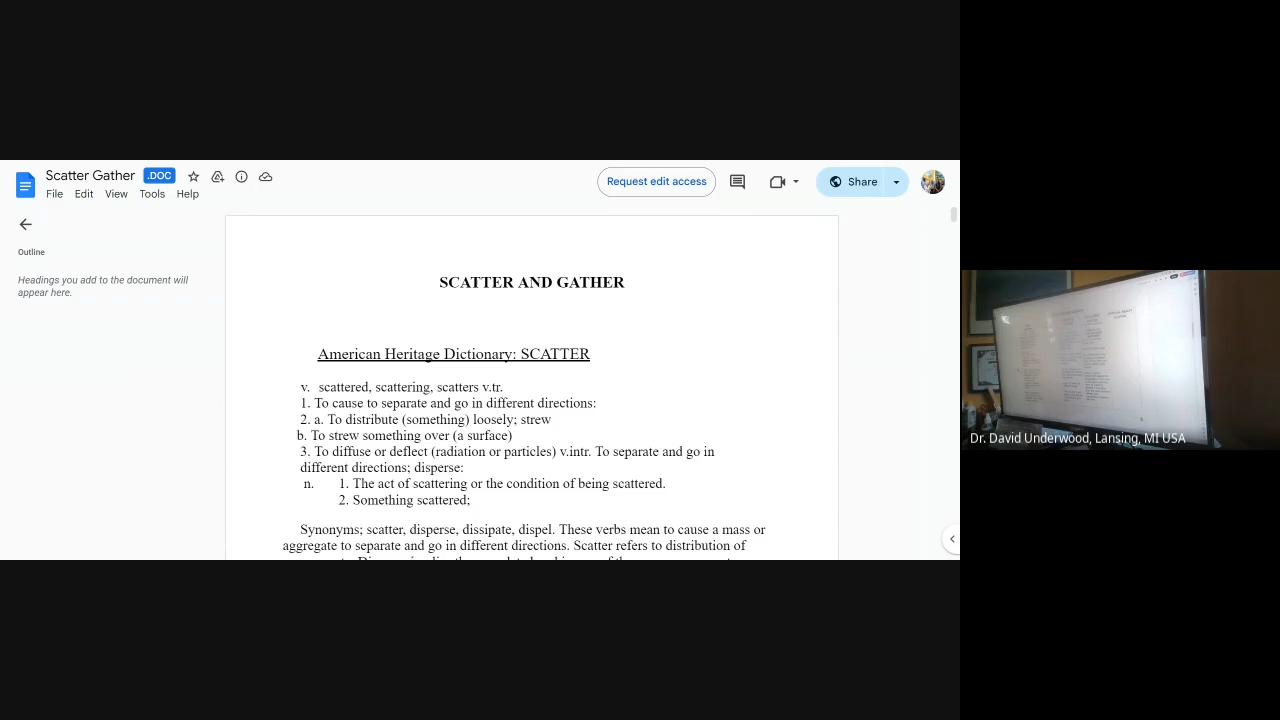 Scatter Gather .DOC
File Edit View Tools Help
Request edit access
Share
Outline
Headings you add to the document will
appear here.
SCATTER AND GATHER
American Heritage Dictionary: SCATTER
v. scattered, scattering, scatters v.tr.
1. To cause to separate and go in different directions:
2. a. To distribute (something) loosely; strew
b. To strew something over (a surface)
3. To diffuse or deflect (radiation or particles) v.intr. To separate and go in
different directions; disperse:
n. 1. The act of scattering or the condition of being scattered.
2. Something scattered;
Synonyms; scatter, disperse, dissipate, dispel. These verbs mean to cause a mass or
aggregate to separate and go in different directions. Scatter refers to distribution of
Dr. David Underwood, Lansing, MI USA